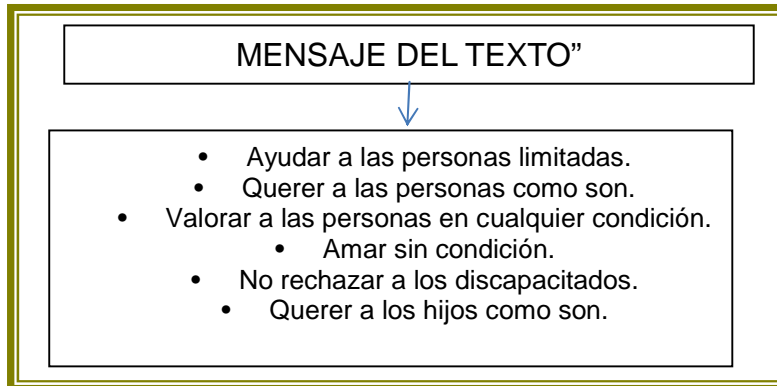 MENSAJE DEL TEXTO”
• Ayudar a las personas limitadas.
• Querer a las personas como son.
• Valorar a las personas en cualquier condición.
• Amar sin condición.
• No rechazar a los discapacitados.
• Querer a los hijos como son.